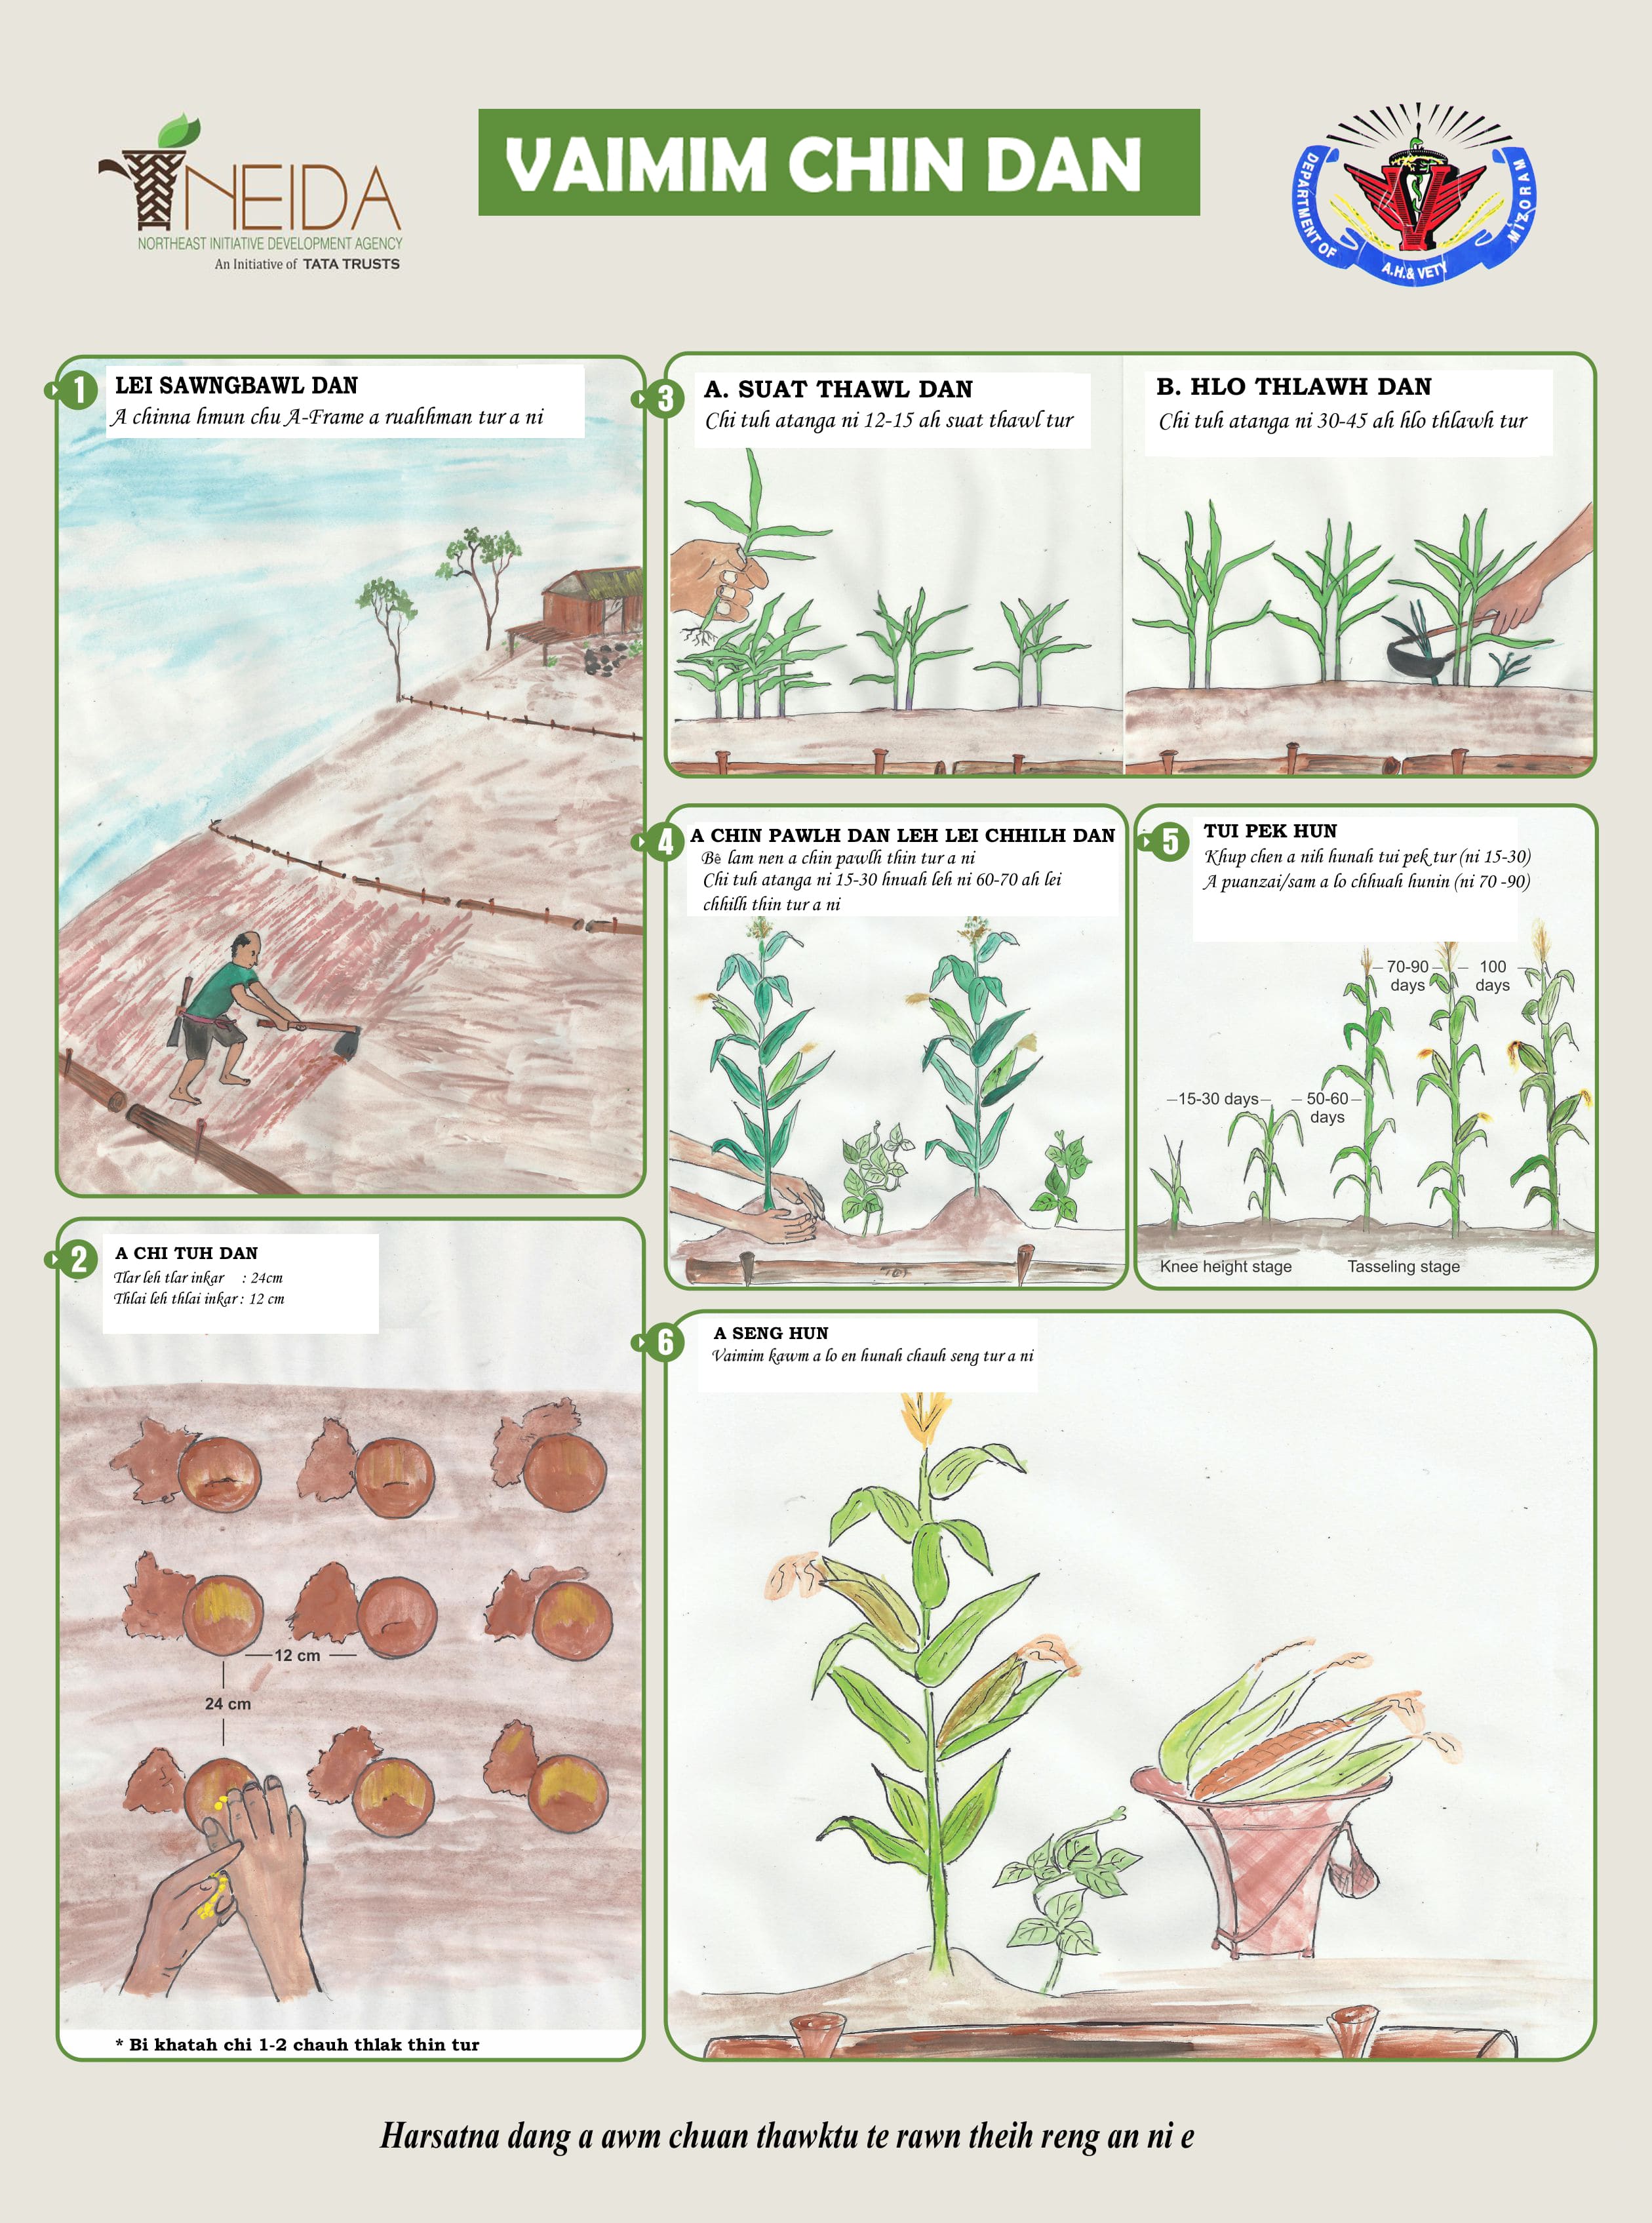 NEIDA
NORTHEAST INITIATIVE DEVELOPMENT AGENCY
An Initiative of TATA TRUSTS
VAIMIM CHIN DAN
DEPARTMENT OF A.H.& VETY MIZORAM
1
LEI SAWNGBAWL DAN
A chinna hmun chu A-Frame a ruahhman tur a ni
2
A CHI TUH DAN
Tlar leh tlar inkar : 24cm
Thlai leh thlai inkar : 12 cm
12 cm
24 cm
* Bi khatah chi 1-2 chauh thlak thin tur
3
A. SUAT THAWL DAN
Chi tuh atanga ni 12-15 ah suat thawl tur
B. HLO THLAWH DAN
Chi tuh atanga ni 30-45 ah hlo thlawh tur
4
A CHIN PAWLH DAN LEH LEI CHHILH DAN
Bê lam nen a chin pawlh thin tur a ni
Chi tuh atanga ni 15-30 hnuah leh ni 60-70 ah lei
chhilh thin tur a ni
5
TUI PEK HUN
Khup chen a nih hunah tui pek tur (ni 15-30)
A puanzai/sam a lo chhuah hunin (ni 70 -90)
70-90
days
100
days
15-30 days
50-60
days
Knee height stage
Tasseling stage
6
A SENG HUN
Vaimim kawm a lo en hunah chauh seng tur a ni
Harsatna dang a awm chuan thawktu te rawn theih reng an ni e